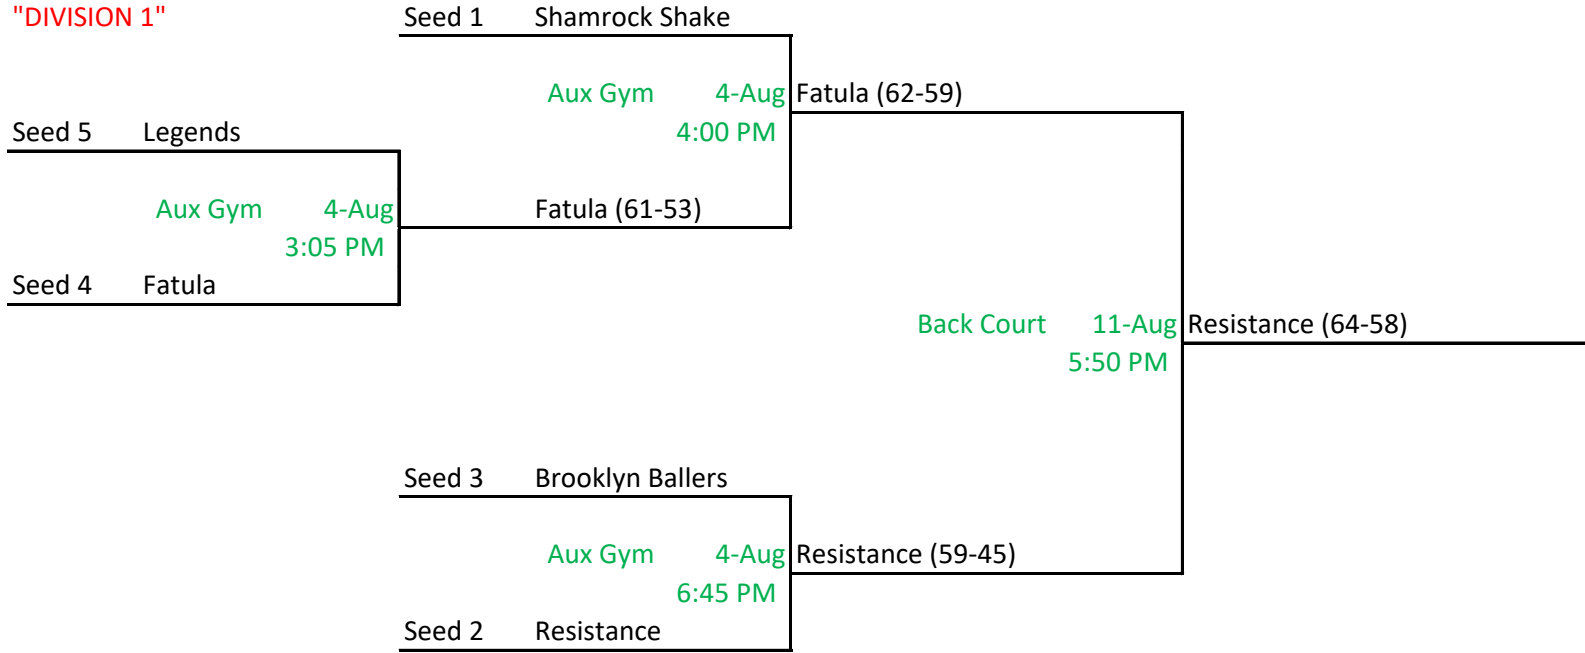 "DIVISION 1"
Seed 1 Shamrock Shake
Aux Gym 4-Aug Fatula (62-59)
Seed 5 Legends 4:00 PM
Aux Gym 4-Aug Fatula (61-53)
3:05 PM
Seed 4 Fatula
Back Court 11-Aug Resistance (64-58)
5:50 PM
Seed 3 Brooklyn Ballers
Aux Gym 4-Aug Resistance (59-45)
6:45 PM
Seed 2 Resistance